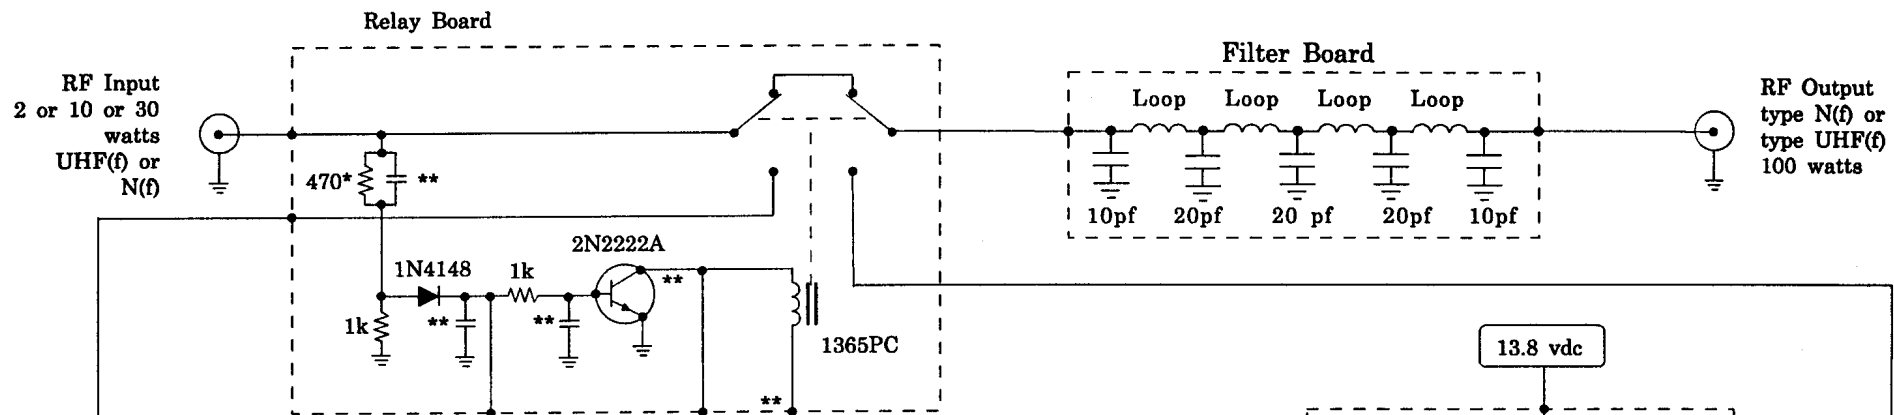 Relay Board
RF Input
2 or 10 or 30
watts
UHF(f) or
N(f)
470*
**
2N2222A
**
1N4148
1k
**
**
1k
1365PC
**
Filter Board
Loop Loop Loop Loop
10pf 20pf 20 pf 20pf 10pf
RF Output
type N(f) or
type UHF(f)
100 watts
13.8 vdc